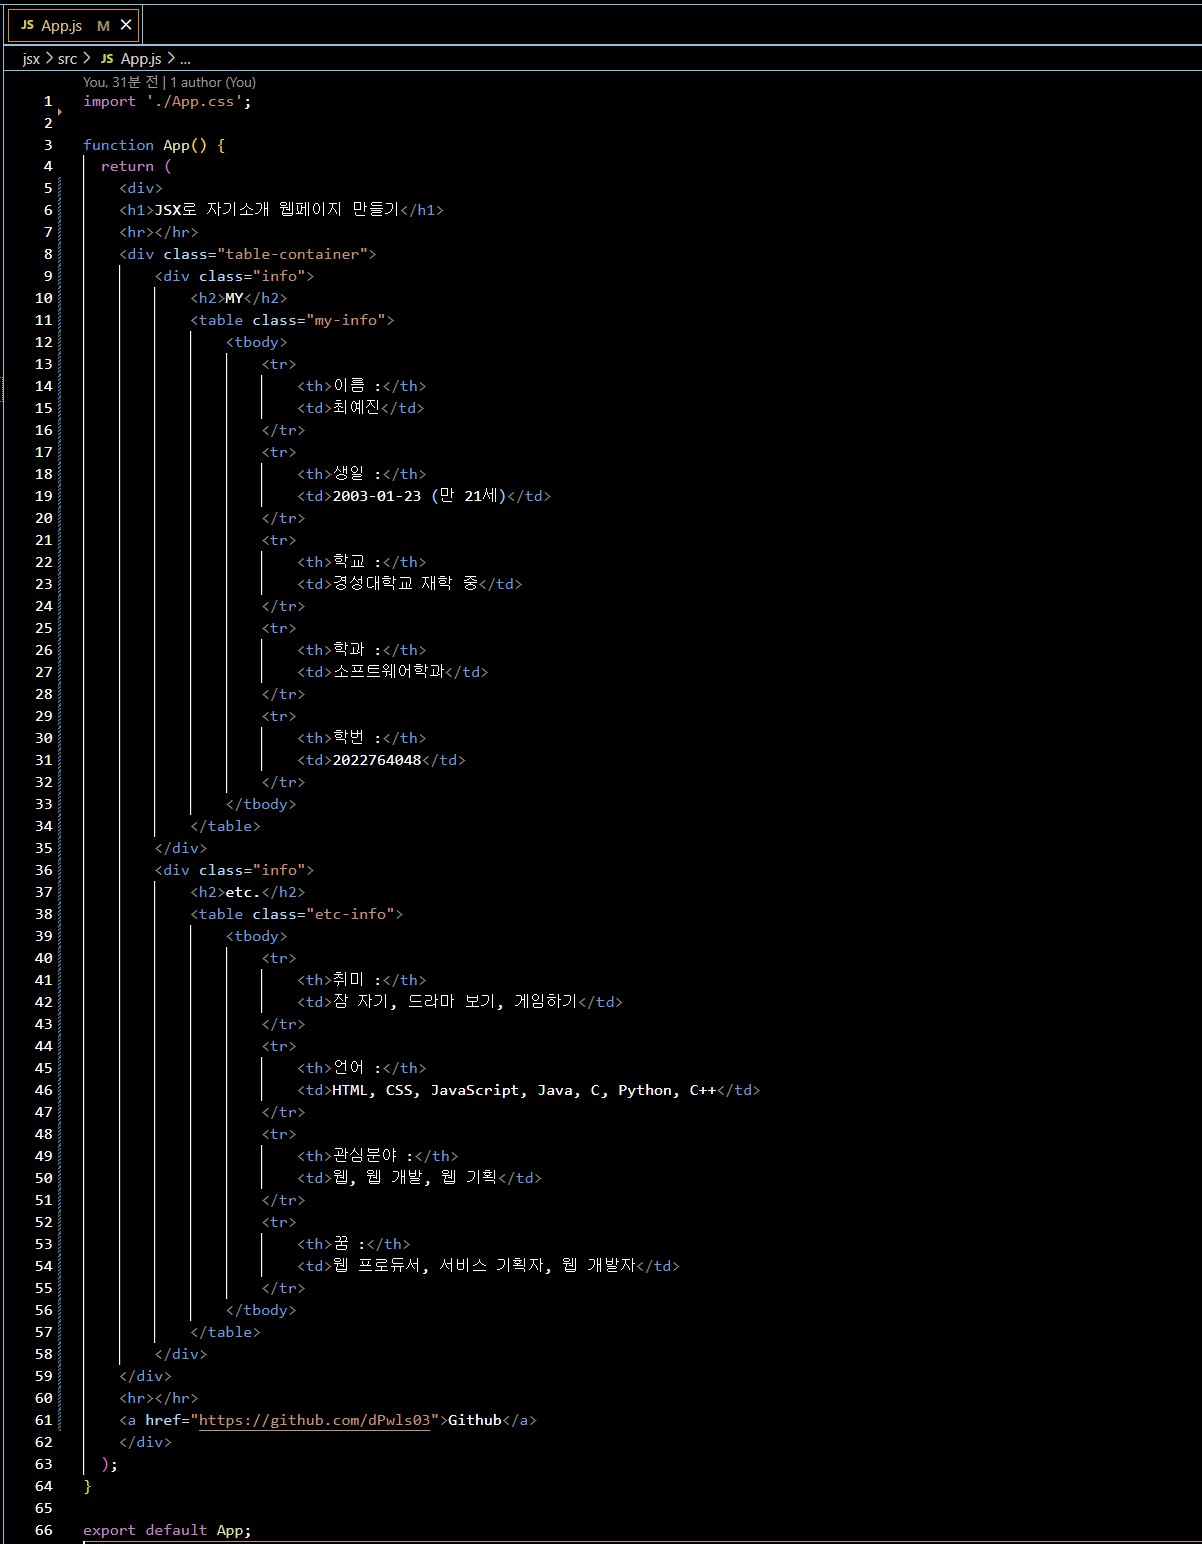 JS App.js M ×
jsx > src > JS App.js > ...
You, 31분 전 | 1 author (You)
1 import './App.css';
2
3 function App() {
4 return (
5 <div>
6 <h1>JSX로 자기소개 웹페이지 만들기</h1>
7 <hr></hr>
8 <div class="table-container">
9 <div class="info">
10 <h2>MY</h2>
11 <table class="my-info">
12 <tbody>
13 <tr>
14 <th>이름 :</th>
15 <td>최예진</td>
16 </tr>
17 <tr>
18 <th>생일 :</th>
19 <td>2003-01-23 (만 21세)</td>
20 </tr>
21 <tr>
22 <th>학교 :</th>
23 <td>경성대학교 재학 중</td>
24 </tr>
25 <tr>
26 <th>학과 :</th>
27 <td>소프트웨어학과</td>
28 </tr>
29 <tr>
30 <th>학번 :</th>
31 <td>2022764048</td>
32 </tr>
33 </tbody>
34 </table>
35 </div>
36 <div class="info">
37 <h2>etc.</h2>
38 <table class="etc-info">
39 <tbody>
40 <tr>
41 <th>취미 :</th>
42 <td>잠 자기, 드라마 보기, 게임하기</td>
43 </tr>
44 <tr>
45 <th>언어 :</th>
46 <td>HTML, CSS, JavaScript, Java, C, Python, C++</td>
47 </tr>
48 <tr>
49 <th>관심분야 :</th>
50 <td>웹, 웹 개발, 웹 기획</td>
51 </tr>
52 <tr>
53 <th>꿈 :</th>
54 <td>웹 프로듀서, 서비스 기획자, 웹 개발자</td>
55 </tr>
56 </tbody>
57 </table>
58 </div>
59 </div>
60 <hr></hr>
61 <a href="https://github.com/dPwls03">Github</a>
62 </div>
63 );
64 }
65
66 export default App;